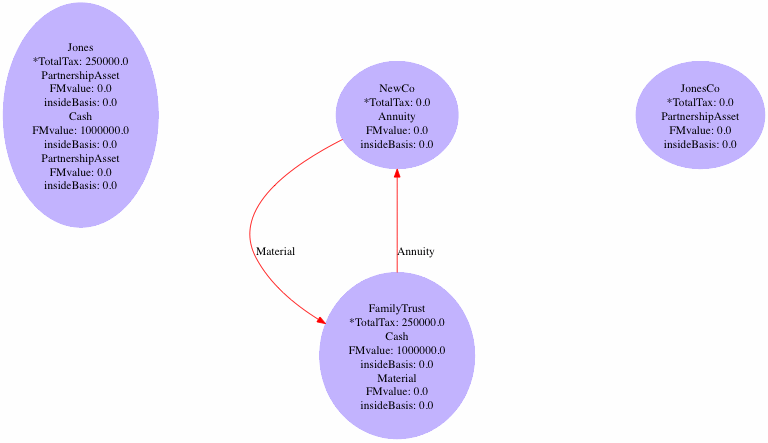 Jones
*TotalTax: 250000.0
PartnershipAsset
FMvalue: 0.0
insideBasis: 0.0
Cash
FMvalue: 1000000.0
insideBasis: 0.0
PartnershipAsset
FMvalue: 0.0
insideBasis: 0.0
NewCo
*TotalTax: 0.0
Annuity
FMvalue: 0.0
insideBasis: 0.0
JonesCo
*TotalTax: 0.0
PartnershipAsset
FMvalue: 0.0
insideBasis: 0.0
Material
Annuity
FamilyTrust
*TotalTax: 250000.0
Cash
FMvalue: 1000000.0
insideBasis: 0.0
Material
FMvalue: 0.0
insideBasis: 0.0